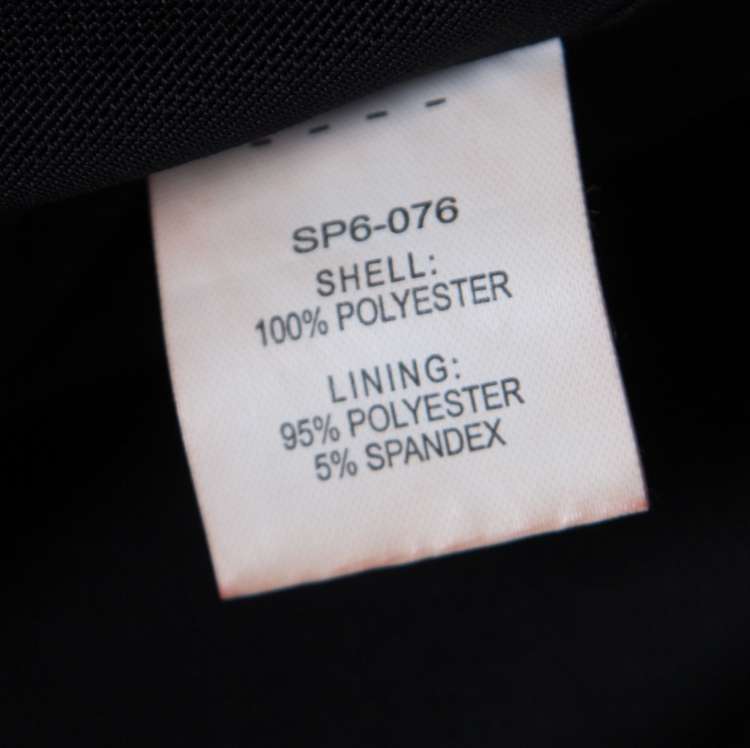 SP6-076
SHELL:
100% POLYESTER
LINING:
95% POLYESTER
5% SPANDEX